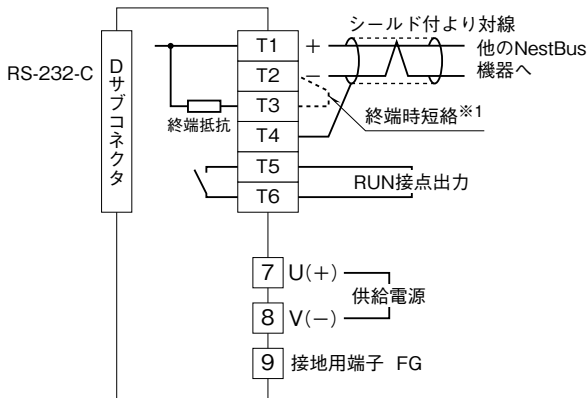 シールド付より対線
T1
+
他のNestBus
機器へ
RS-232-C
Dサブコネクタ
T2
−
T3
終端抵抗
終端時短絡※1
T4
T5
RUN接点出力
T6
7 U(+)
供給電源
8 V(−)
9 接地用端子 FG